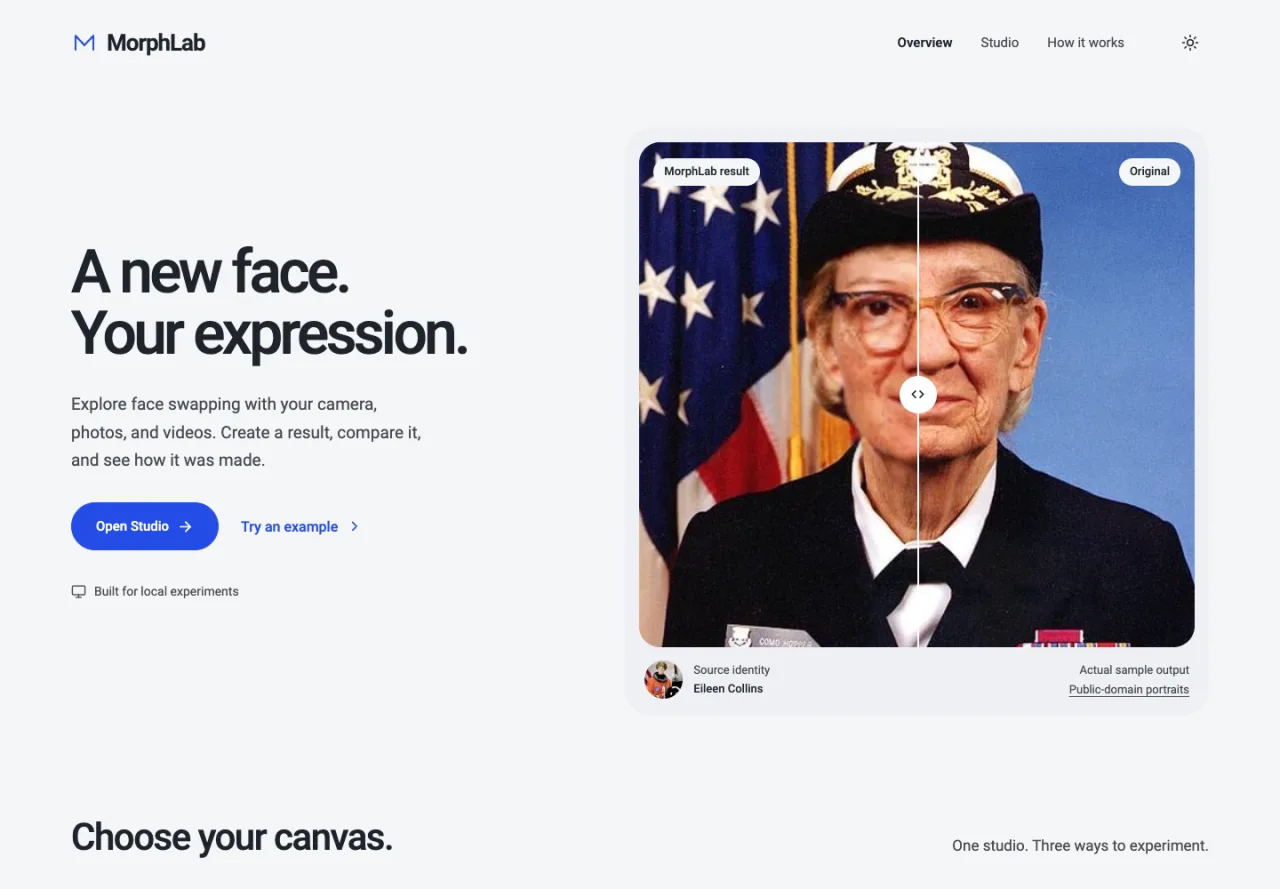 MorphLab
Overview
Studio
How it works
MorphLab result
Original
A new face.
Your expression.
Explore face swapping with your camera,
photos, and videos. Create a result, compare it,
and see how it was made.
Open Studio
Try an example
Built for local experiments
COMO HOPPER
Source identity
Eileen Collins
Actual sample output
Public-domain portraits
Choose your canvas.
One studio. Three ways to experiment.